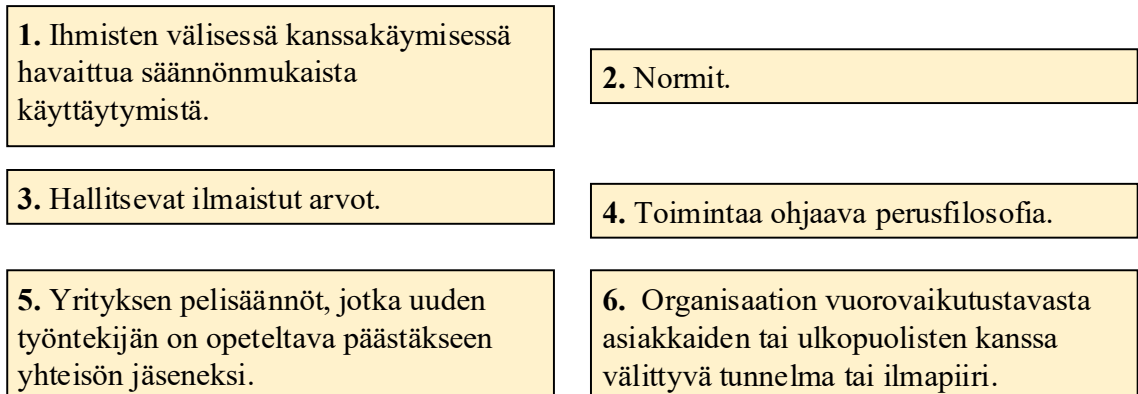 1. Ihmisten välisessä kanssakäymisessä
havaittua säännönmukaista
käyttäytymistä.
2. Normit.
3. Hallitsevat ilmaistut arvot.
4. Toimintaa ohjaava perusfilosofia.
5. Yrityksen pelisäännöt, jotka uuden
työntekijän on opeteltava päästäkseen
yhteisön jäseneksi.
6. Organisaation vuorovaikutustavasta
asiakkaiden tai ulkopuolisten kanssa
välittyvä tunnelma tai ilmapiiri.